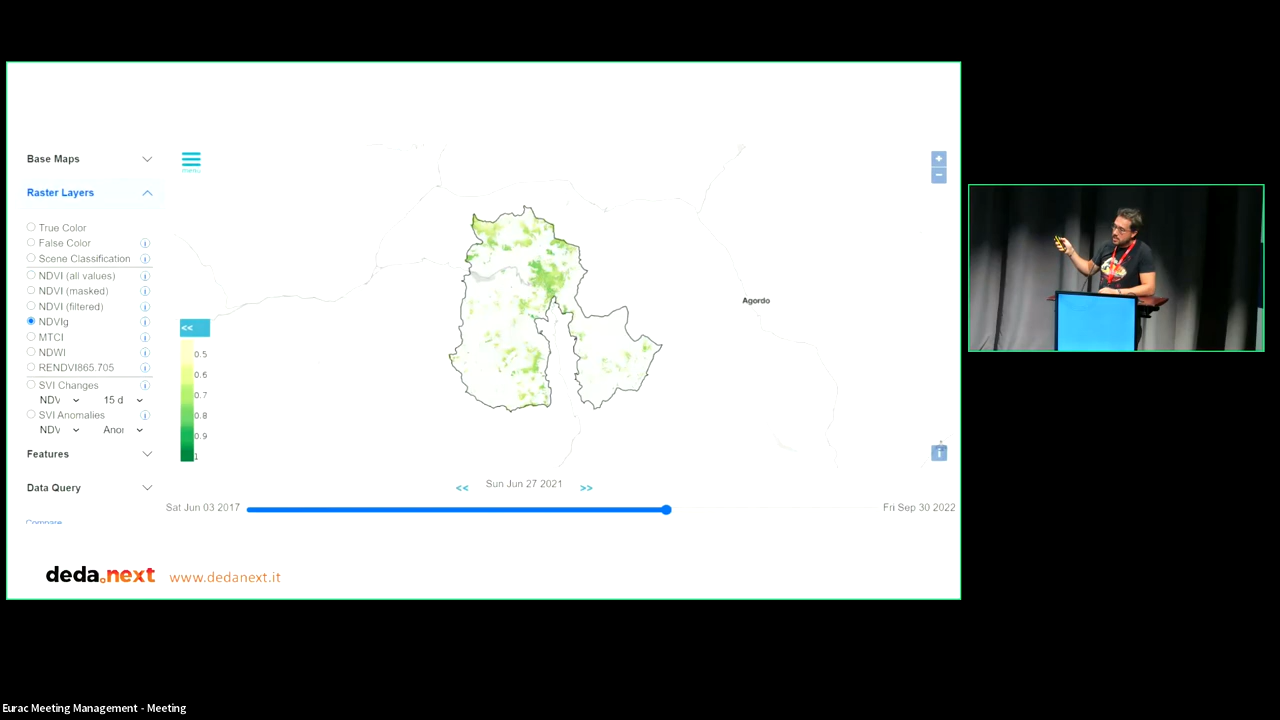 Base Maps
menu
Raster Layers
True Color
False Color
Scene Classification
NDVI (all values)
NDVI (masked)
NDVI (filtered)
NDVIg
MTCI
NDWI
RENDVI865.705
SVI Changes
NDV 15 d
SVI Anomalies
NDV Anor
Features
Data Query
Compare
<<
0.5
0.6
0.7
0.8
0.9
1
Agordo
+
−
i
<< Sun Jun 27 2021 >>
Sat Jun 03 2017
Fri Sep 30 2022
deda.next www.dedanext.it
Eurac Meeting Management - Meeting